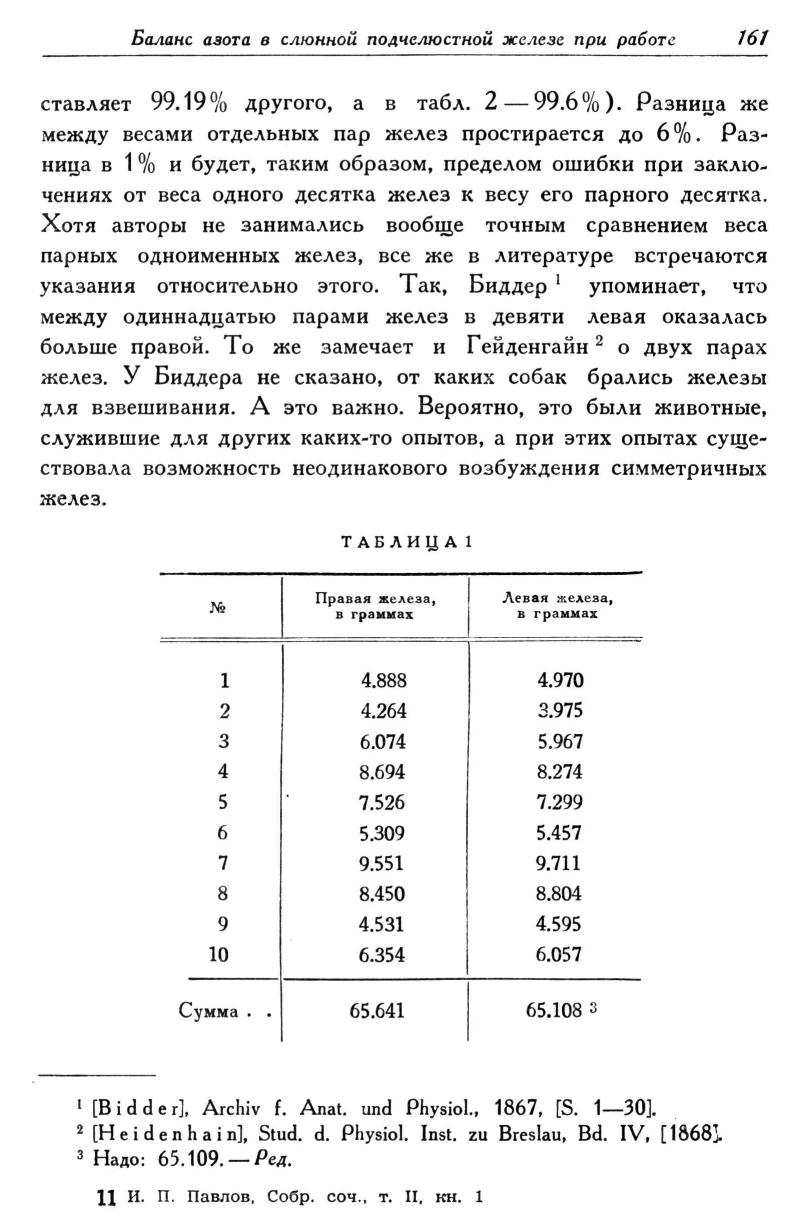 Баланс азота в слюнной подчелюстной железе при работе 161
ставляет 99.19% другого, а в табл. 2 — 99.6%). Разница же
между весами отдельных пар желез простирается до 6%. Раз-
ница в 1% и будет, таким образом, пределом ошибки при заклю-
чениях от веса одного десятка желез к весу его парного десятка.
Хотя авторы не занимались вообще точным сравнением веса
парных одноименных желез, все же в литературе встречаются
указания относительно этого. Так, Биддер ¹ упоминает, что
между одиннадцатью парами желез в девяти левая оказалась
больше правой. То же замечает и Гейденгайн ² о двух парах
желез. У Биддера не сказано, от каких собак брались железы
для взвешивания. А это важно. Вероятно, это были животные,
служившие для других каких-то опытов, а при этих опытах суще-
ствовала возможность неодинакового возбуждения симметричных
желез.
ТАБЛИЦА 1
№ Правая железа, в граммах Левая железа, в граммах
1 4.888 4.970
2 4.264 3.975
3 6.074 5.967
4 8.694 8.274
5 7.526 7.299
6 5.309 5.457
7 9.551 9.711
8 8.450 8.804
9 4.531 4.595
10 6.354 6.057
Сумма . . 65.641 65.108 ³
¹ [Bidder], Archiv f. Anat. und Physiol., 1867, [S. 1—30].
² [Heidenhain], Stud. d. Physiol. Inst. zu Breslau, Bd. IV, [1868].
³ Надо: 65.109. — Ред.
11 И. П. Павлов, Собр. соч., т. II, кн. 1